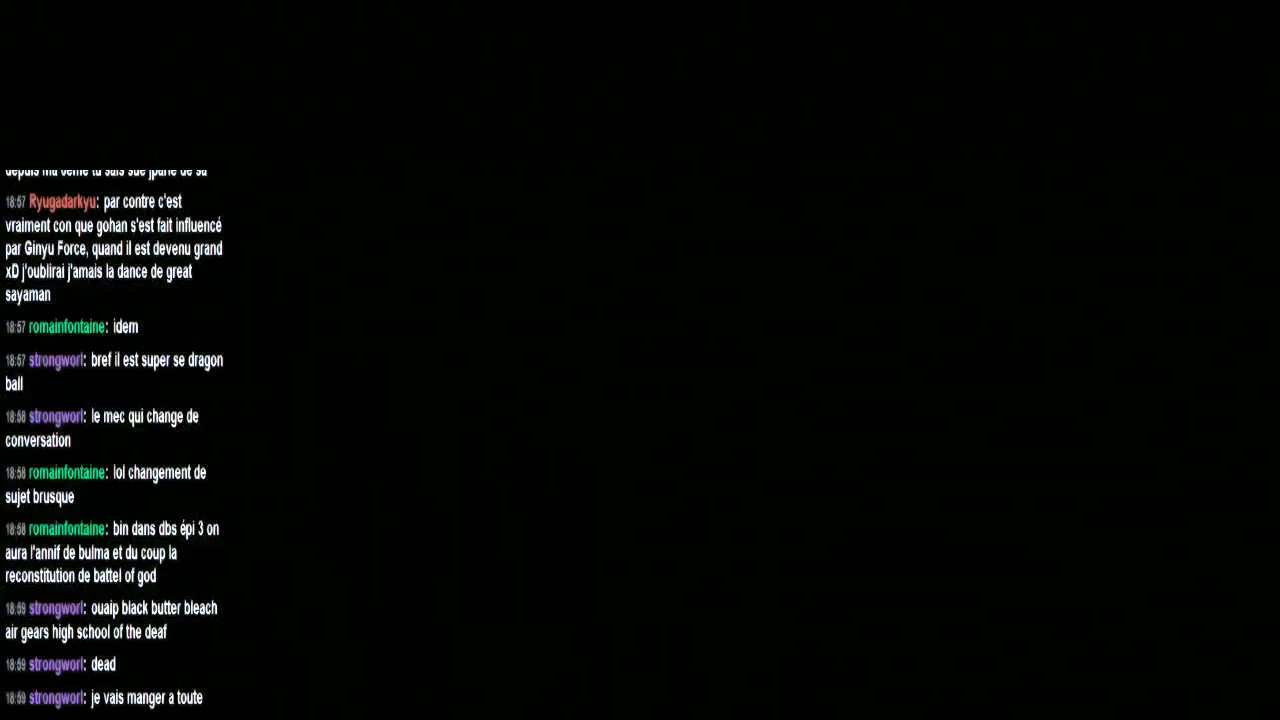 18:57 Ryugadarkyu: par contre c'est
vraiment con que gohan s'est fait influencé
par Ginyu Force, quand il est devenu grand
xD j'oublirai j'amais la dance de great
sayaman
18:57 romainfontaine: idem
18:57 strongworl: bref il est super se dragon
ball
18:58 strongworl: le mec qui change de
conversation
18:58 romainfontaine: lol changement de
sujet brusque
18:58 romainfontaine: bin dans dbs épi 3 on
aura l'annif de bulma et du coup la
reconstitution de battel of god
18:59 strongworl: ouaip black butter bleach
air gears high school of the deaf
18:59 strongworl: dead
18:59 strongworl: je vais manger a toute